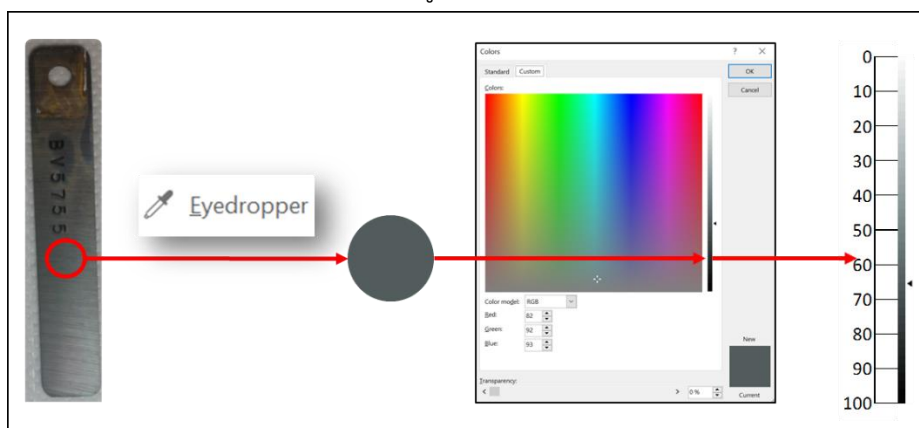 BV5755
Eyedropper
Colors
? ×
Standard Custom
Colors:
OK
Cancel
Color model: RGB
Red: 82
Green: 92
Blue: 93
Transparency:
< > 0 %
New
Current
0
10
20
30
40
50
60
70
80
90
100